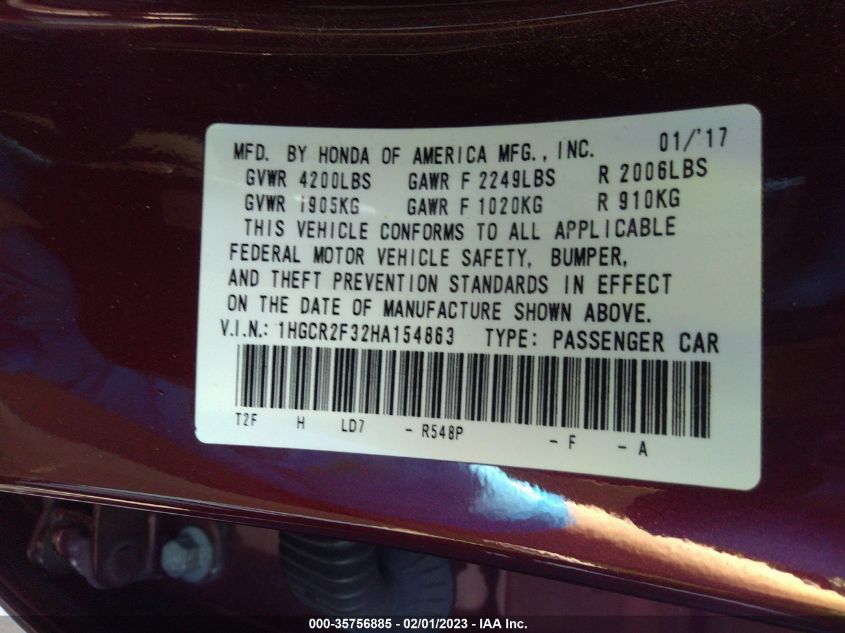 MFD. BY HONDA OF AMERICA MFG., INC. 01/'17
GVWR 4200LBS GAWR F 2249LBS R 2006LBS
GVWR 1905KG GAWR F 1020KG R 910KG
THIS VEHICLE CONFORMS TO ALL APPLICABLE
FEDERAL MOTOR VEHICLE SAFETY, BUMPER,
AND THEFT PREVENTION STANDARDS IN EFFECT
ON THE DATE OF MANUFACTURE SHOWN ABOVE.
V.I.N.: 1HGCR2F32HA154863 TYPE: PASSENGER CAR
T2F H LD7 - R548P - F - A
000-35756885 / 02/01/2023 - IAA Inc.